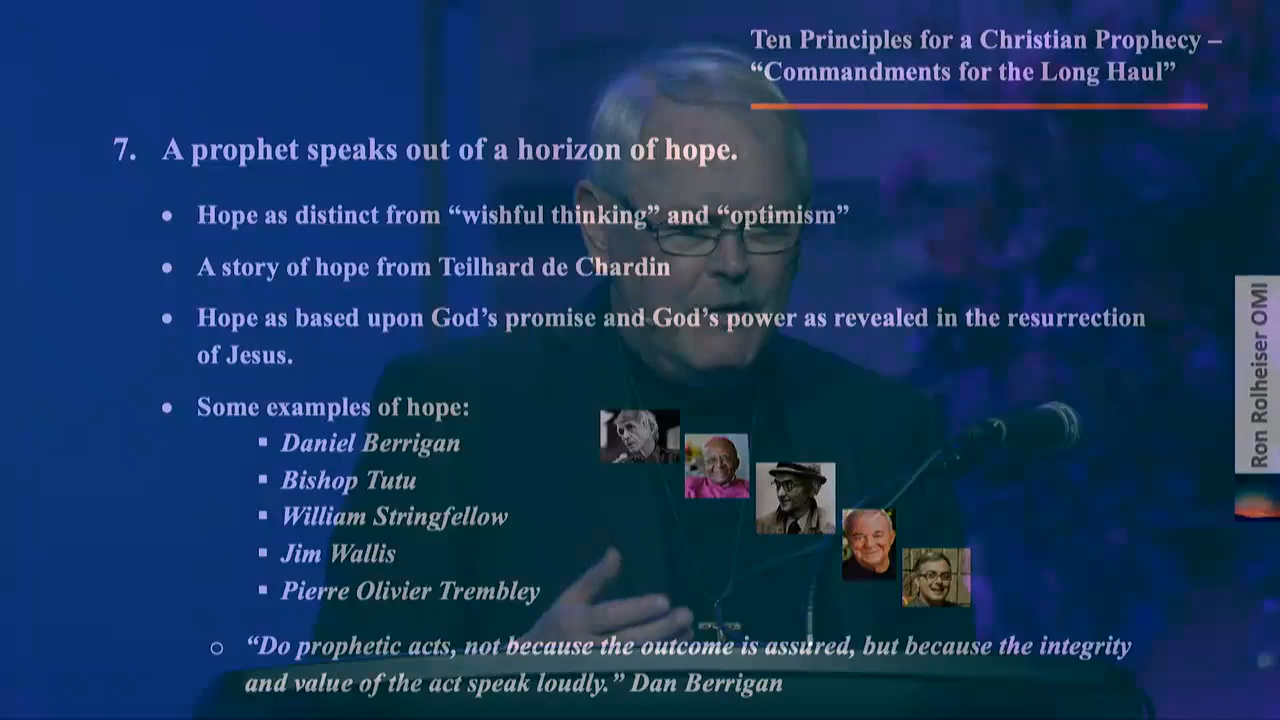 Ten Principles for a Christian Prophecy –
“Commandments for the Long Haul”
7. A prophet speaks out of a horizon of hope.
• Hope as distinct from “wishful thinking” and “optimism”
• A story of hope from Teilhard de Chardin
• Hope as based upon God’s promise and God’s power as revealed in the resurrection
of Jesus.
• Some examples of hope:
▪ Daniel Berrigan
▪ Bishop Tutu
▪ William Stringfellow
▪ Jim Wallis
▪ Pierre Olivier Trembley
o “Do prophetic acts, not because the outcome is assured, but because the integrity
and value of the act speak loudly.” Dan Berrigan
Ron Rolheiser OMI